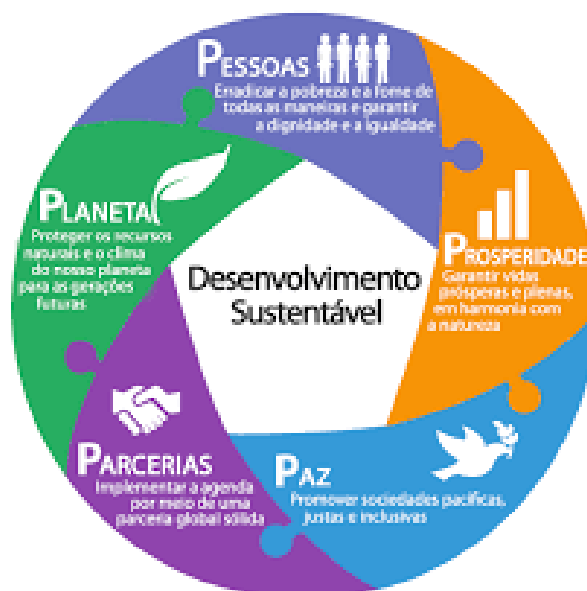 PESSOAS
Erradicar a pobreza e a fome de
todas as maneiras e garantir
a dignidade e a igualdade
PROSPERIDADE
Garantir vidas
prósperas e plenas,
em harmonia com
a natureza
PAZ
Promover sociedades pacíficas,
justas e inclusivas
PARCERIAS
Implementar a agenda
por meio de uma
parceria global sólida
PLANETA
Proteger os recursos
naturais e o clima
do nosso planeta
para as gerações
futuras
Desenvolvimento
Sustentável